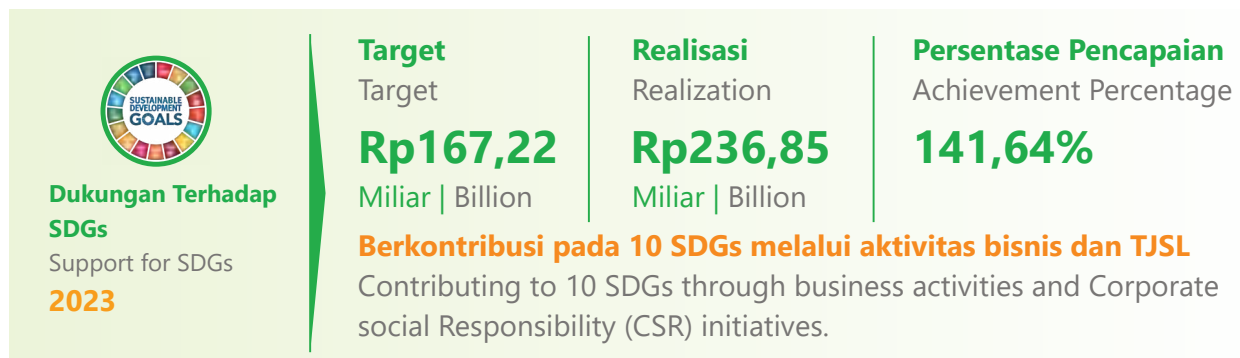 SUSTAINABLE
DEVELOPMENT
GOALS
Dukungan Terhadap
SDGs
Support for SDGs
2023
Target
Target
Rp167,22
Miliar | Billion
Realisasi
Realization
Rp236,85
Miliar | Billion
Persentase Pencapaian
Achievement Percentage
141,64%
Berkontribusi pada 10 SDGs melalui aktivitas bisnis dan TJSL
Contributing to 10 SDGs through business activities and Corporate
social Responsibility (CSR) initiatives.